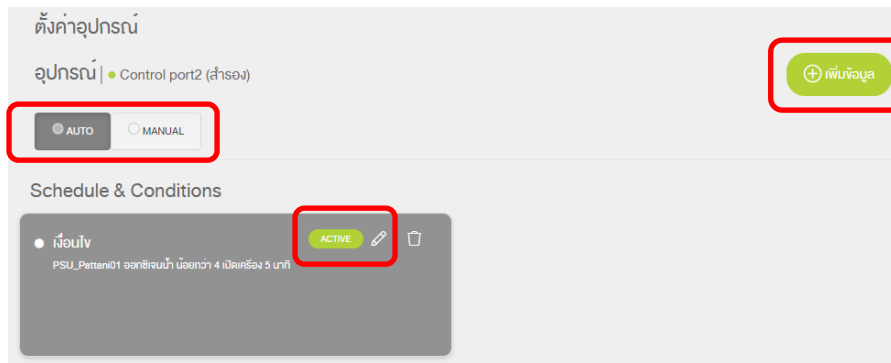 ตั้งค่าอุปกรณ์
อุปกรณ์ | Control port2 (สำรอง)
เพิ่มข้อมูล
AUTO MANUAL
Schedule & Conditions
เงื่อนไข ACTIVE
PSU_Pattani01 ออกซิเจนน้ำ น้อยกว่า 4 เปิดเครื่อง 5 นาที